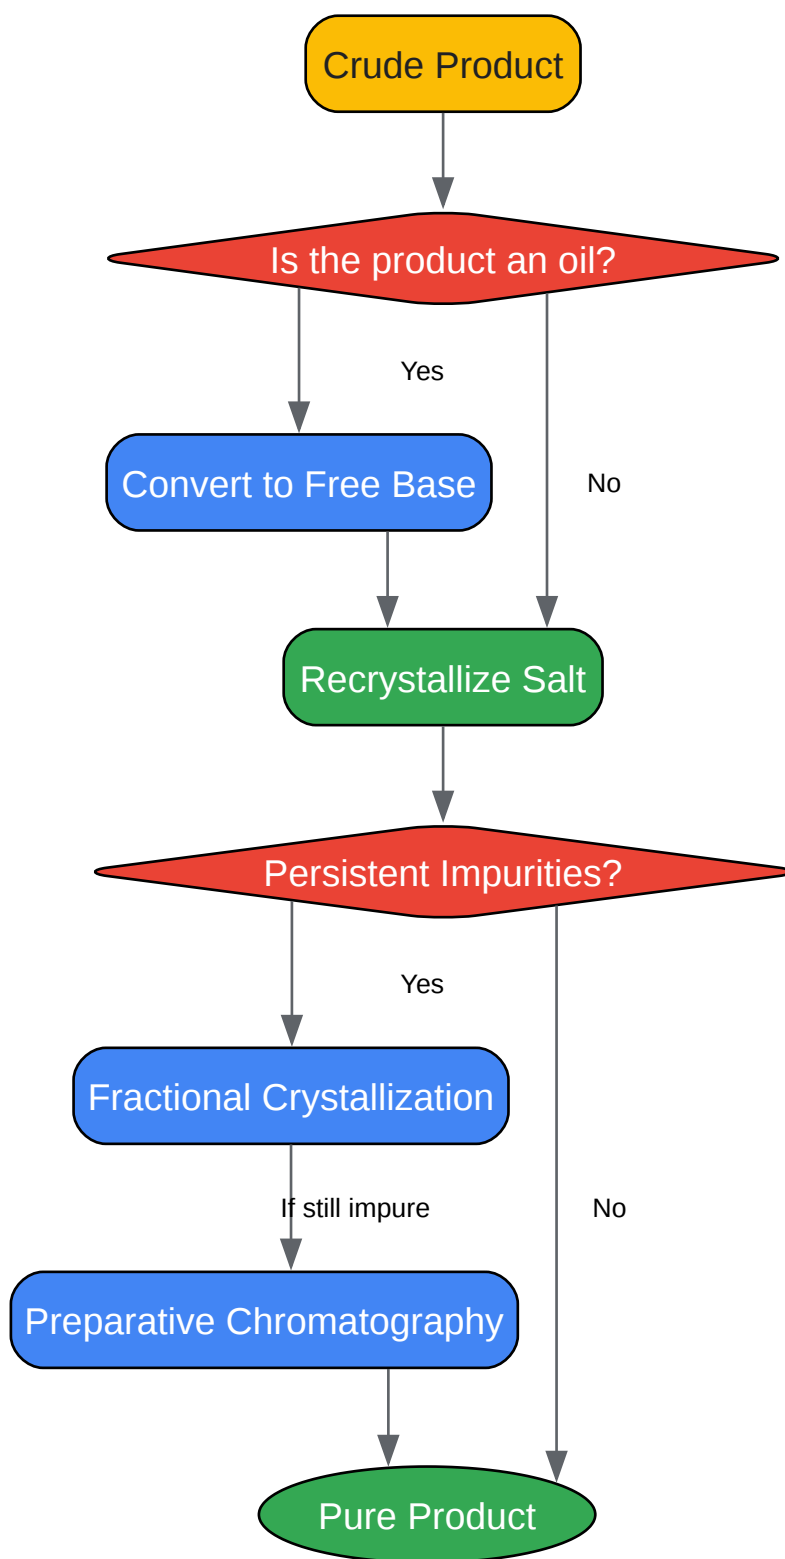 Crude Product
Is the product an oil?
Yes
Convert to Free Base
No
Recrystallize Salt
Persistent Impurities?
Yes
Fractional Crystallization
If still impure
No
Preparative Chromatography
Pure Product